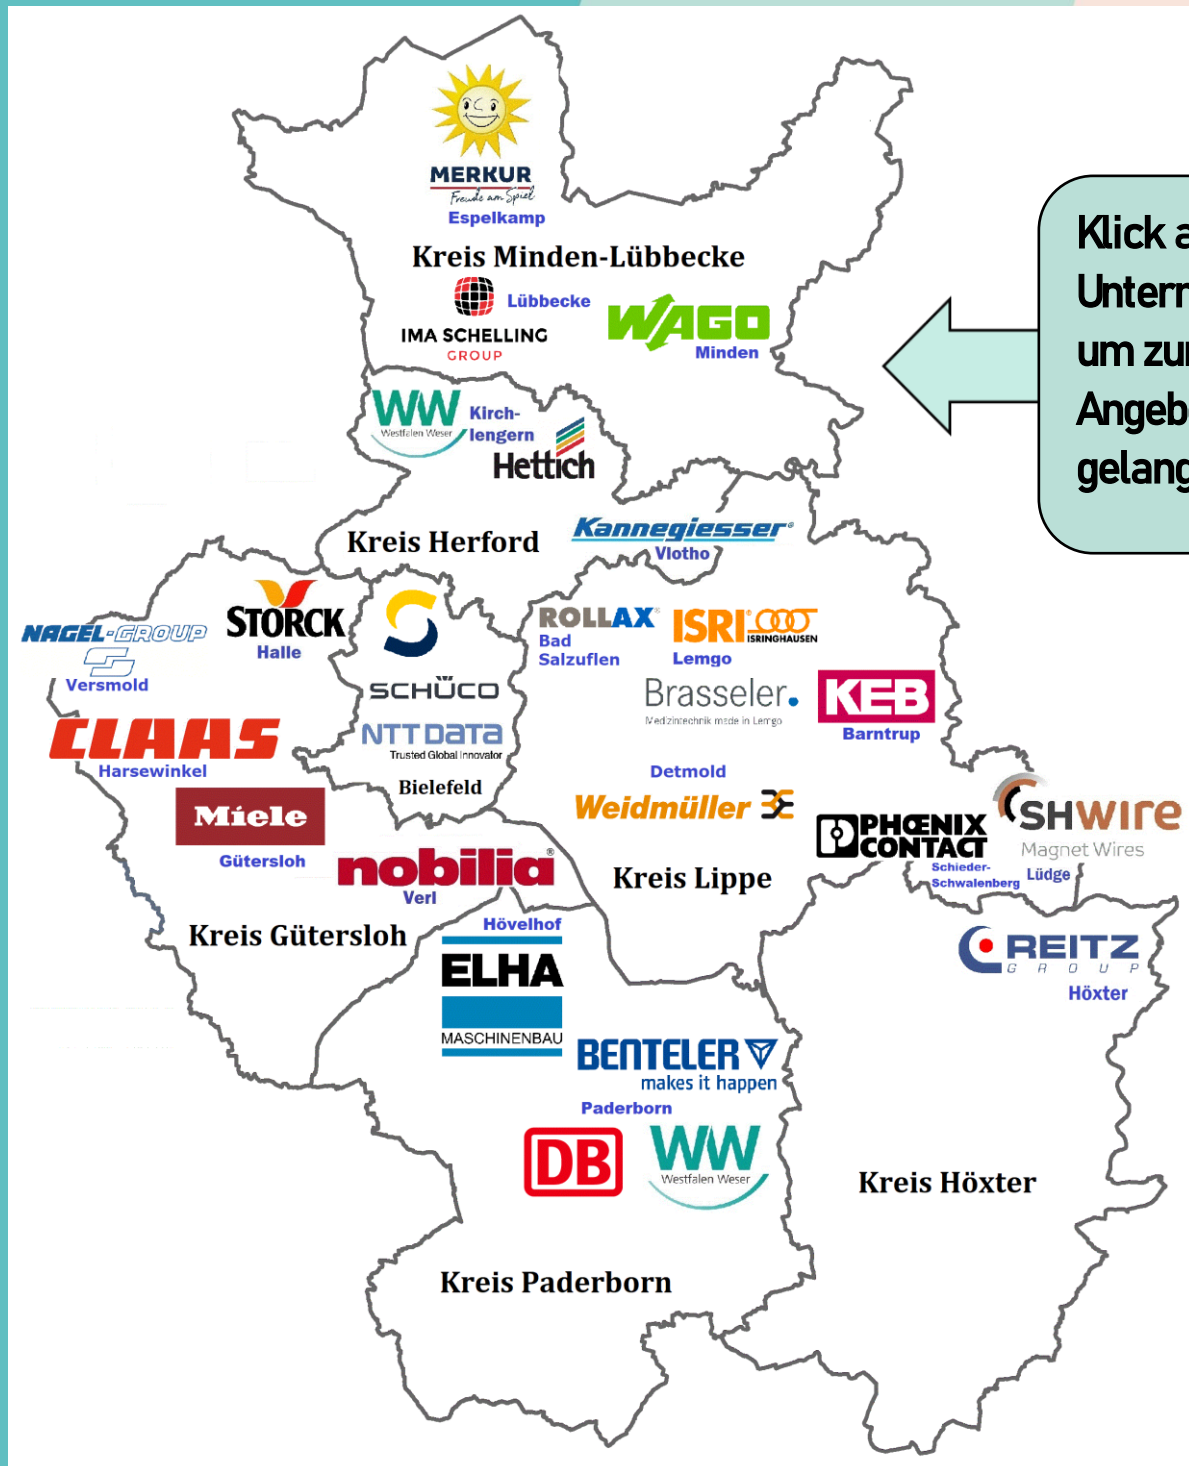 MERKUR
Freude am Spiel
Espelkamp
Kreis Minden-Lübbecke
Lübbecke
IMA SCHELLING
GROUP
WAGO
Minden
Klick a
Untern
um zur
Angeb
gelang
WW
Westfalen Weser
Kirch-
lengern
Hettich
Kreis Herford
Kannegiesser®
Vlotho
NAGEL-GROUP
Versmold
STORCK
Halle
SCHÜCO
NTT DATA
Trusted Global Innovator
Bielefeld
ROLLAX®
Bad
Salzuflen
ISRI®
ISRINGHAUSEN
Lemgo
Brasseler.
Medizintechnik made in Lemgo
KEB
Barntrup
CLAAS
Harsewinkel
Miele
Gütersloh
nobilia®
Verl
Kreis Gütersloh
Detmold
Weidmüller
Kreis Lippe
PHŒNIX
CONTACT
Schieder-
Schwalenberg
SHWire
Magnet Wires
Lüdge
REITZ
GROUP
Höxter
Hövelhof
ELHA
MASCHINENBAU
BENTELER
makes it happen
Paderborn
DB
WW
Westfalen Weser
Kreis Höxter
Kreis Paderborn